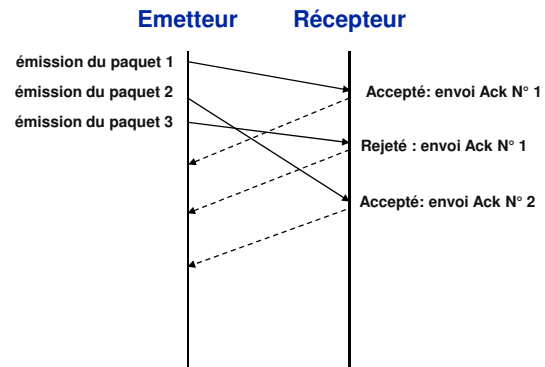 Emetteur Récepteur
émission du paquet 1
émission du paquet 2
émission du paquet 3
Accepté: envoi Ack N° 1
Rejeté : envoi Ack N° 1
Accepté: envoi Ack N° 2